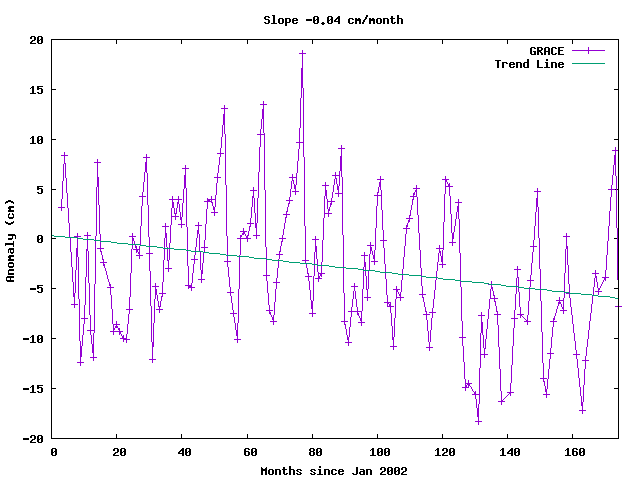 Slope -0.04 cm/month
GRACE
Trend Line
20
15
10
5
0
-5
-10
-15
-20
Anomaly (cm)
0 20 40 60 80 100 120 140 160
Months since Jan 2002